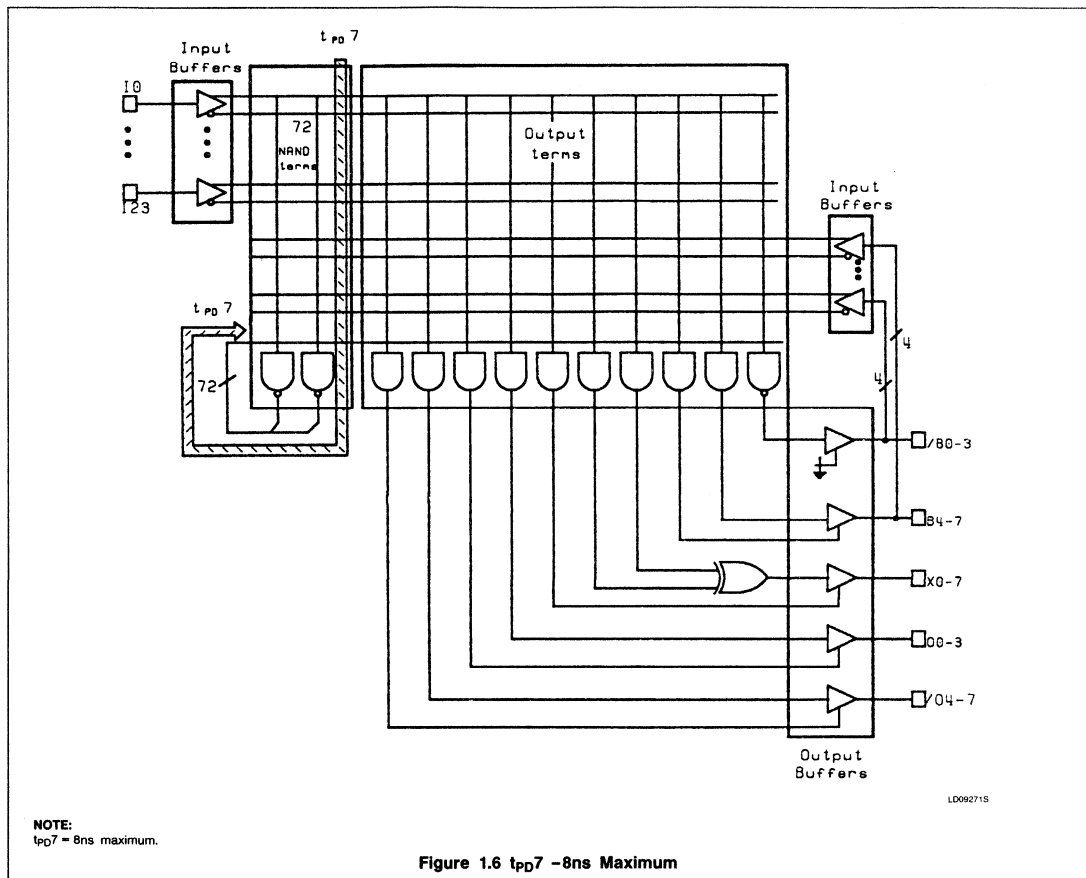 t PD 7
Input
Buffers
I0
I23
72
NAND
terms
Output
terms
Input
Buffers
t PD 7
72
4
4
/B0-3
B4-7
X0-7
O0-3
/O4-7
Output
Buffers
LD09271S
NOTE:
tPD7 = 8ns maximum.
Figure 1.6 tPD7 –8ns Maximum